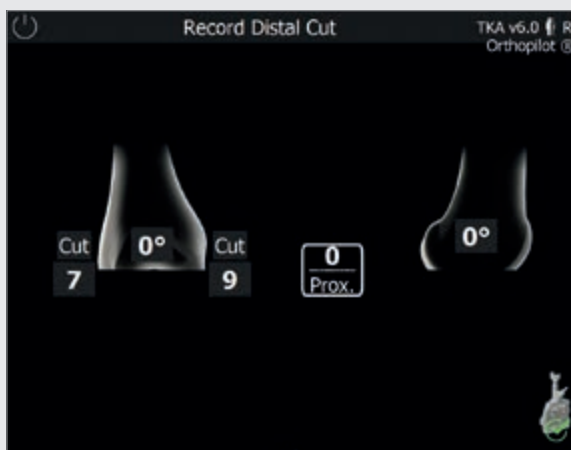 Record Distal Cut
TKA v6.0 R
Orthopilot ®
Cut
7
0°
Cut
9
0
Prox.
0°